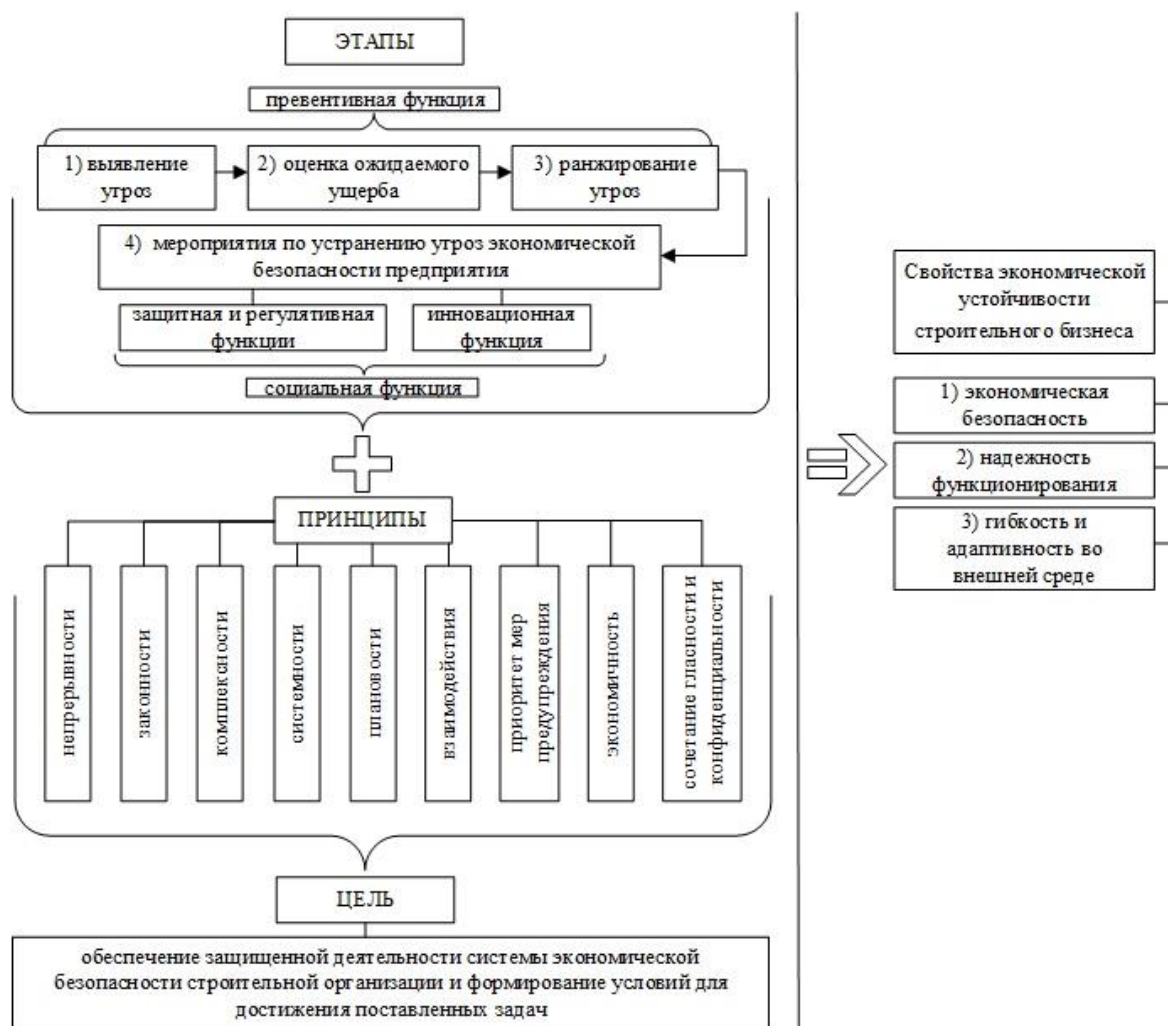 ЭТАПЫ
превентивная функция
1) выявление
угроз
2) оценка ожидаемого
ущерба
3) ранжирование
угроз
4) мероприятия по устранению угроз экономической
безопасности предприятия
защитная и регулятивная
функции
инновационная
функция
социальная функция
ПРИНЦИПЫ
непрерывности
законности
комплексности
системности
плановости
взаимодействия
приоритет мер
предупреждения
экономичность
сочетание гласности и
конфиденциальности
ЦЕЛЬ
обеспечение защищенной деятельности системы экономической
безопасности строительной организации и формирование условий для
достижения поставленных задач
Свойства экономической
устойчивости
строительного бизнеса
1) экономическая
безопасность
2) надежность
функционирования
3) гибкость и
адаптивность во
внешней среде